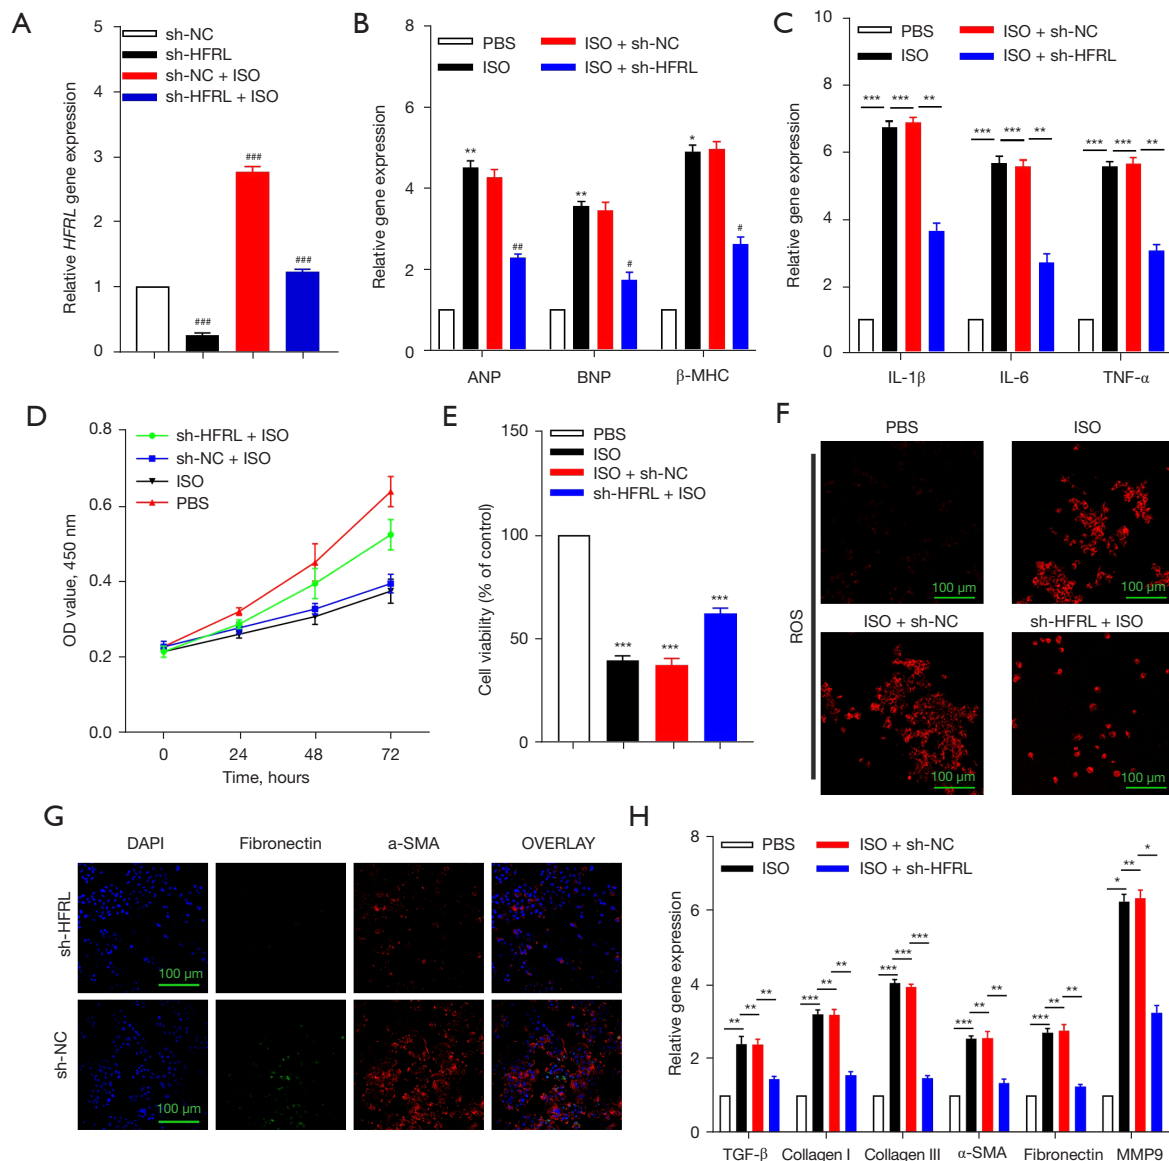 A
sh-NC
sh-HFRL
sh-NC + ISO
sh-HFRL + ISO
Relative HFRL gene expression
5
4
3
2
1
0
###
###
###
B
PBS
ISO
ISO + sh-NC
ISO + sh-HFRL
Relative gene expression
8
6
4
2
0
**
##
**
#
*
#
ANP
BNP
β-MHC
C
PBS
ISO
ISO + sh-NC
ISO + sh-HFRL
Relative gene expression
10
8
6
4
2
0
*** *** **
*** *** **
*** *** **
IL-1β
IL-6
TNF-α
D
sh-HFRL + ISO
sh-NC + ISO
ISO
PBS
OD value, 450 nm
0.8
0.6
0.4
0.2
0.0
0
24
48
72
Time, hours
E
PBS
ISO
ISO + sh-NC
sh-HFRL + ISO
Cell viability (% of control)
150
100
50
0
***
***
***
F
PBS
ISO
100 µm
100 µm
ROS
ISO + sh-NC
sh-HFRL + ISO
100 µm
100 µm
G
DAPI
Fibronectin
a-SMA
OVERLAY
sh-HFRL
100 µm
sh-NC
100 µm
H
PBS
ISO
ISO + sh-NC
ISO + sh-HFRL
Relative gene expression
8
6
4
2
0
** ** **
*** ** **
*** *** ***
*** ** **
*** ** **
* ** *
TGF-β
Collagen I
Collagen III
α-SMA
Fibronectin
MMP9